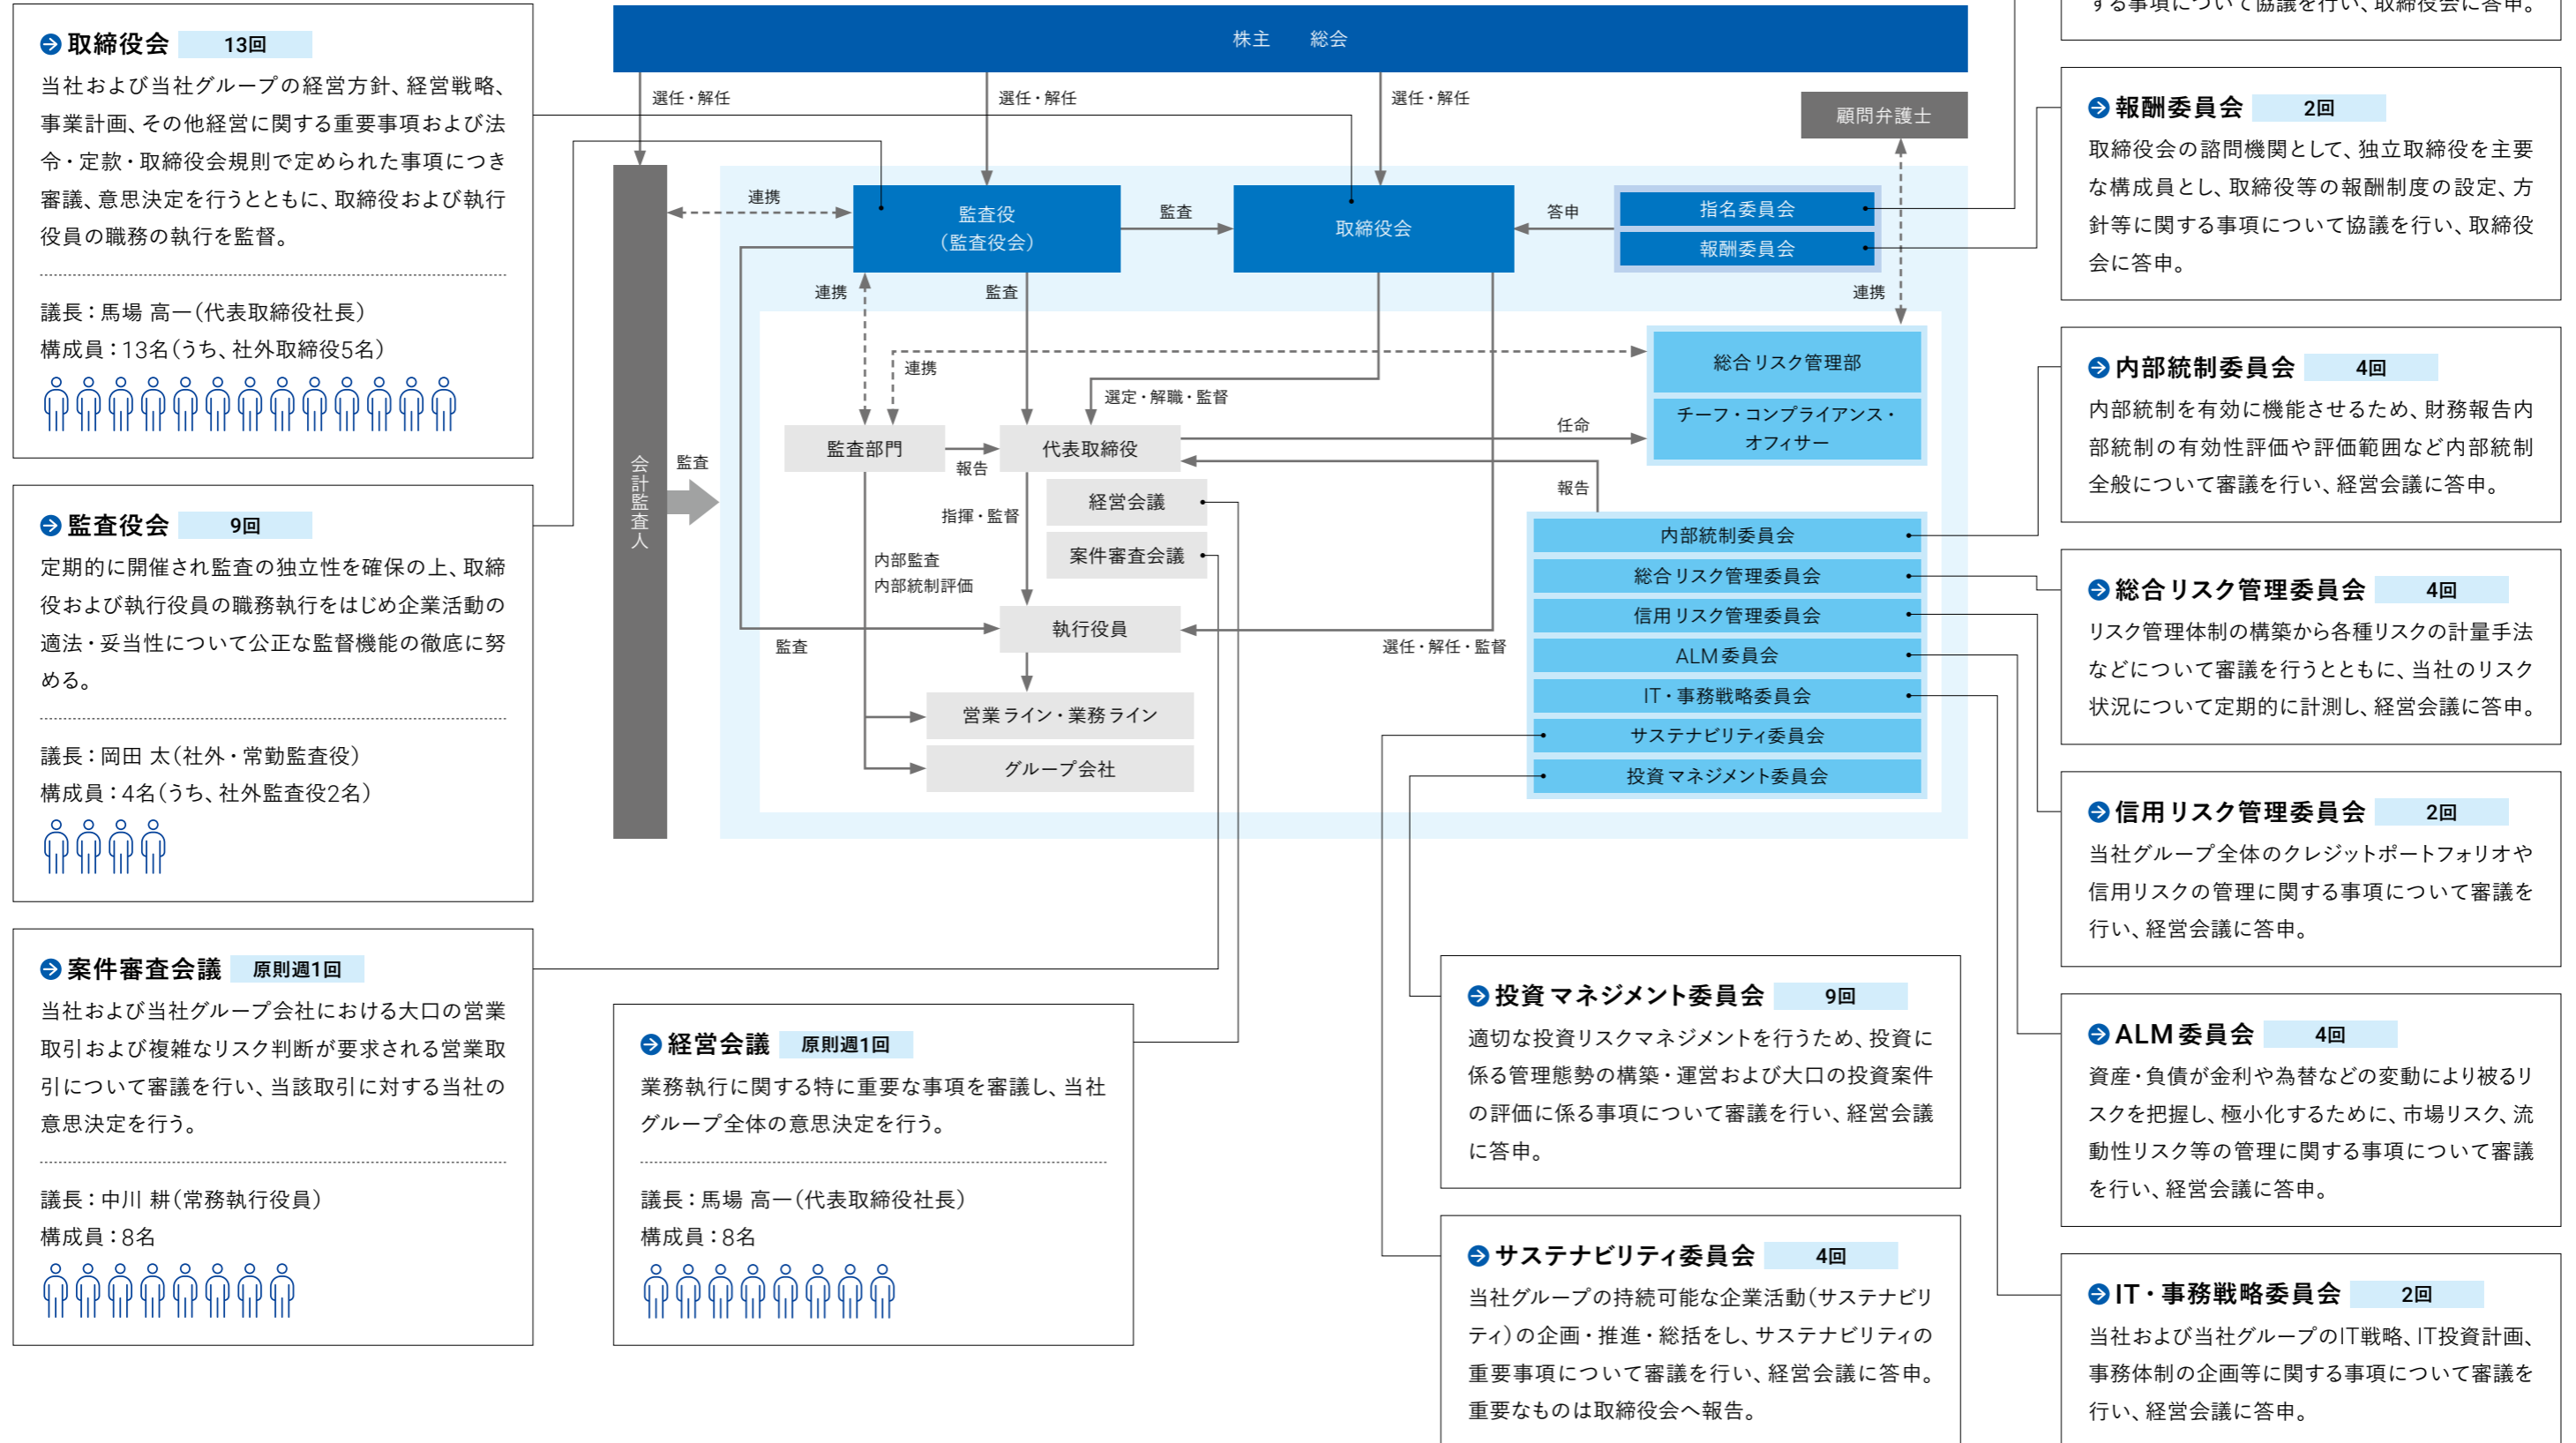 取締役会 13回
当社および当社グループの経営方針、経営戦略、
事業計画、その他経営に関する重要事項および法
令・定款・取締役会規則で定められた事項につき
審議、意思決定を行うとともに、取締役および執行
役員の職務の執行を監督。
議長：馬場 高一（代表取締役社長）
構成員：13名（うち、社外取締役5名）
監査役会 9回
定期的に開催され監査の独立性を確保の上、取締
役および執行役員の職務執行をはじめ企業活動の
適法・妥当性について公正な監督機能の徹底に努
める。
議長：岡田 太（社外・常勤監査役）
構成員：4名（うち、社外監査役2名）
案件審査会議 原則週1回
当社および当社グループ会社における大口の営業
取引および複雑なリスク判断が要求される営業取
引について審議を行い、当該取引に対する当社の
意思決定を行う。
議長：中川 耕（常務執行役員）
構成員：8名
株主 総会
選任・解任
選任・解任
選任・解任
顧問弁護士
連携
監査役
（監査役会）
監査
取締役会
答申
指名委員会
報酬委員会
連携
監査
連携
連携
総合リスク管理部
選定・解職・監督
チーフ・コンプライアンス・
オフィサー
任命
会計監査人
監査
監査部門
報告
代表取締役
報告
経営会議
指揮・監督
案件審査会議
内部監査
内部統制評価
執行役員
監査
選任・解任・監督
営業ライン・業務ライン
グループ会社
内部統制委員会
総合リスク管理委員会
信用リスク管理委員会
ALM委員会
IT・事務戦略委員会
サステナビリティ委員会
投資マネジメント委員会
経営会議 原則週1回
業務執行に関する特に重要な事項を審議し、当社
グループ全体の意思決定を行う。
議長：馬場 高一（代表取締役社長）
構成員：8名
投資マネジメント委員会 9回
適切な投資リスクマネジメントを行うため、投資に
係る管理態勢の構築・運営および大口の投資案件
の評価に係る事項について審議を行い、経営会議
に答申。
サステナビリティ委員会 4回
当社グループの持続可能な企業活動（サステナビリ
ティ）の企画・推進・総括をし、サステナビリティの
重要事項について審議を行い、経営会議に答申。
重要なものは取締役会へ報告。
する事項について協議を行い、取締役会に答申。
報酬委員会 2回
取締役会の諮問機関として、独立取締役を主要
な構成員とし、取締役等の報酬制度の設定、方
針等に関する事項について協議を行い、取締役
会に答申。
内部統制委員会 4回
内部統制を有効に機能させるため、財務報告内
部統制の有効性評価や評価範囲など内部統制
全般について審議を行い、経営会議に答申。
総合リスク管理委員会 4回
リスク管理体制の構築から各種リスクの計量手法
などについて審議を行うとともに、当社のリスク
状況について定期的に計測し、経営会議に答申。
信用リスク管理委員会 2回
当社グループ全体のクレジットポートフォリオや
信用リスクの管理に関する事項について審議を
行い、経営会議に答申。
ALM委員会 4回
資産・負債が金利や為替などの変動により被るリ
スクを把握し、極小化するために、市場リスク、流
動性リスク等の管理に関する事項について審議
を行い、経営会議に答申。
IT・事務戦略委員会 2回
当社および当社グループのIT戦略、IT投資計画、
事務体制の企画等に関する事項について審議を
行い、経営会議に答申。